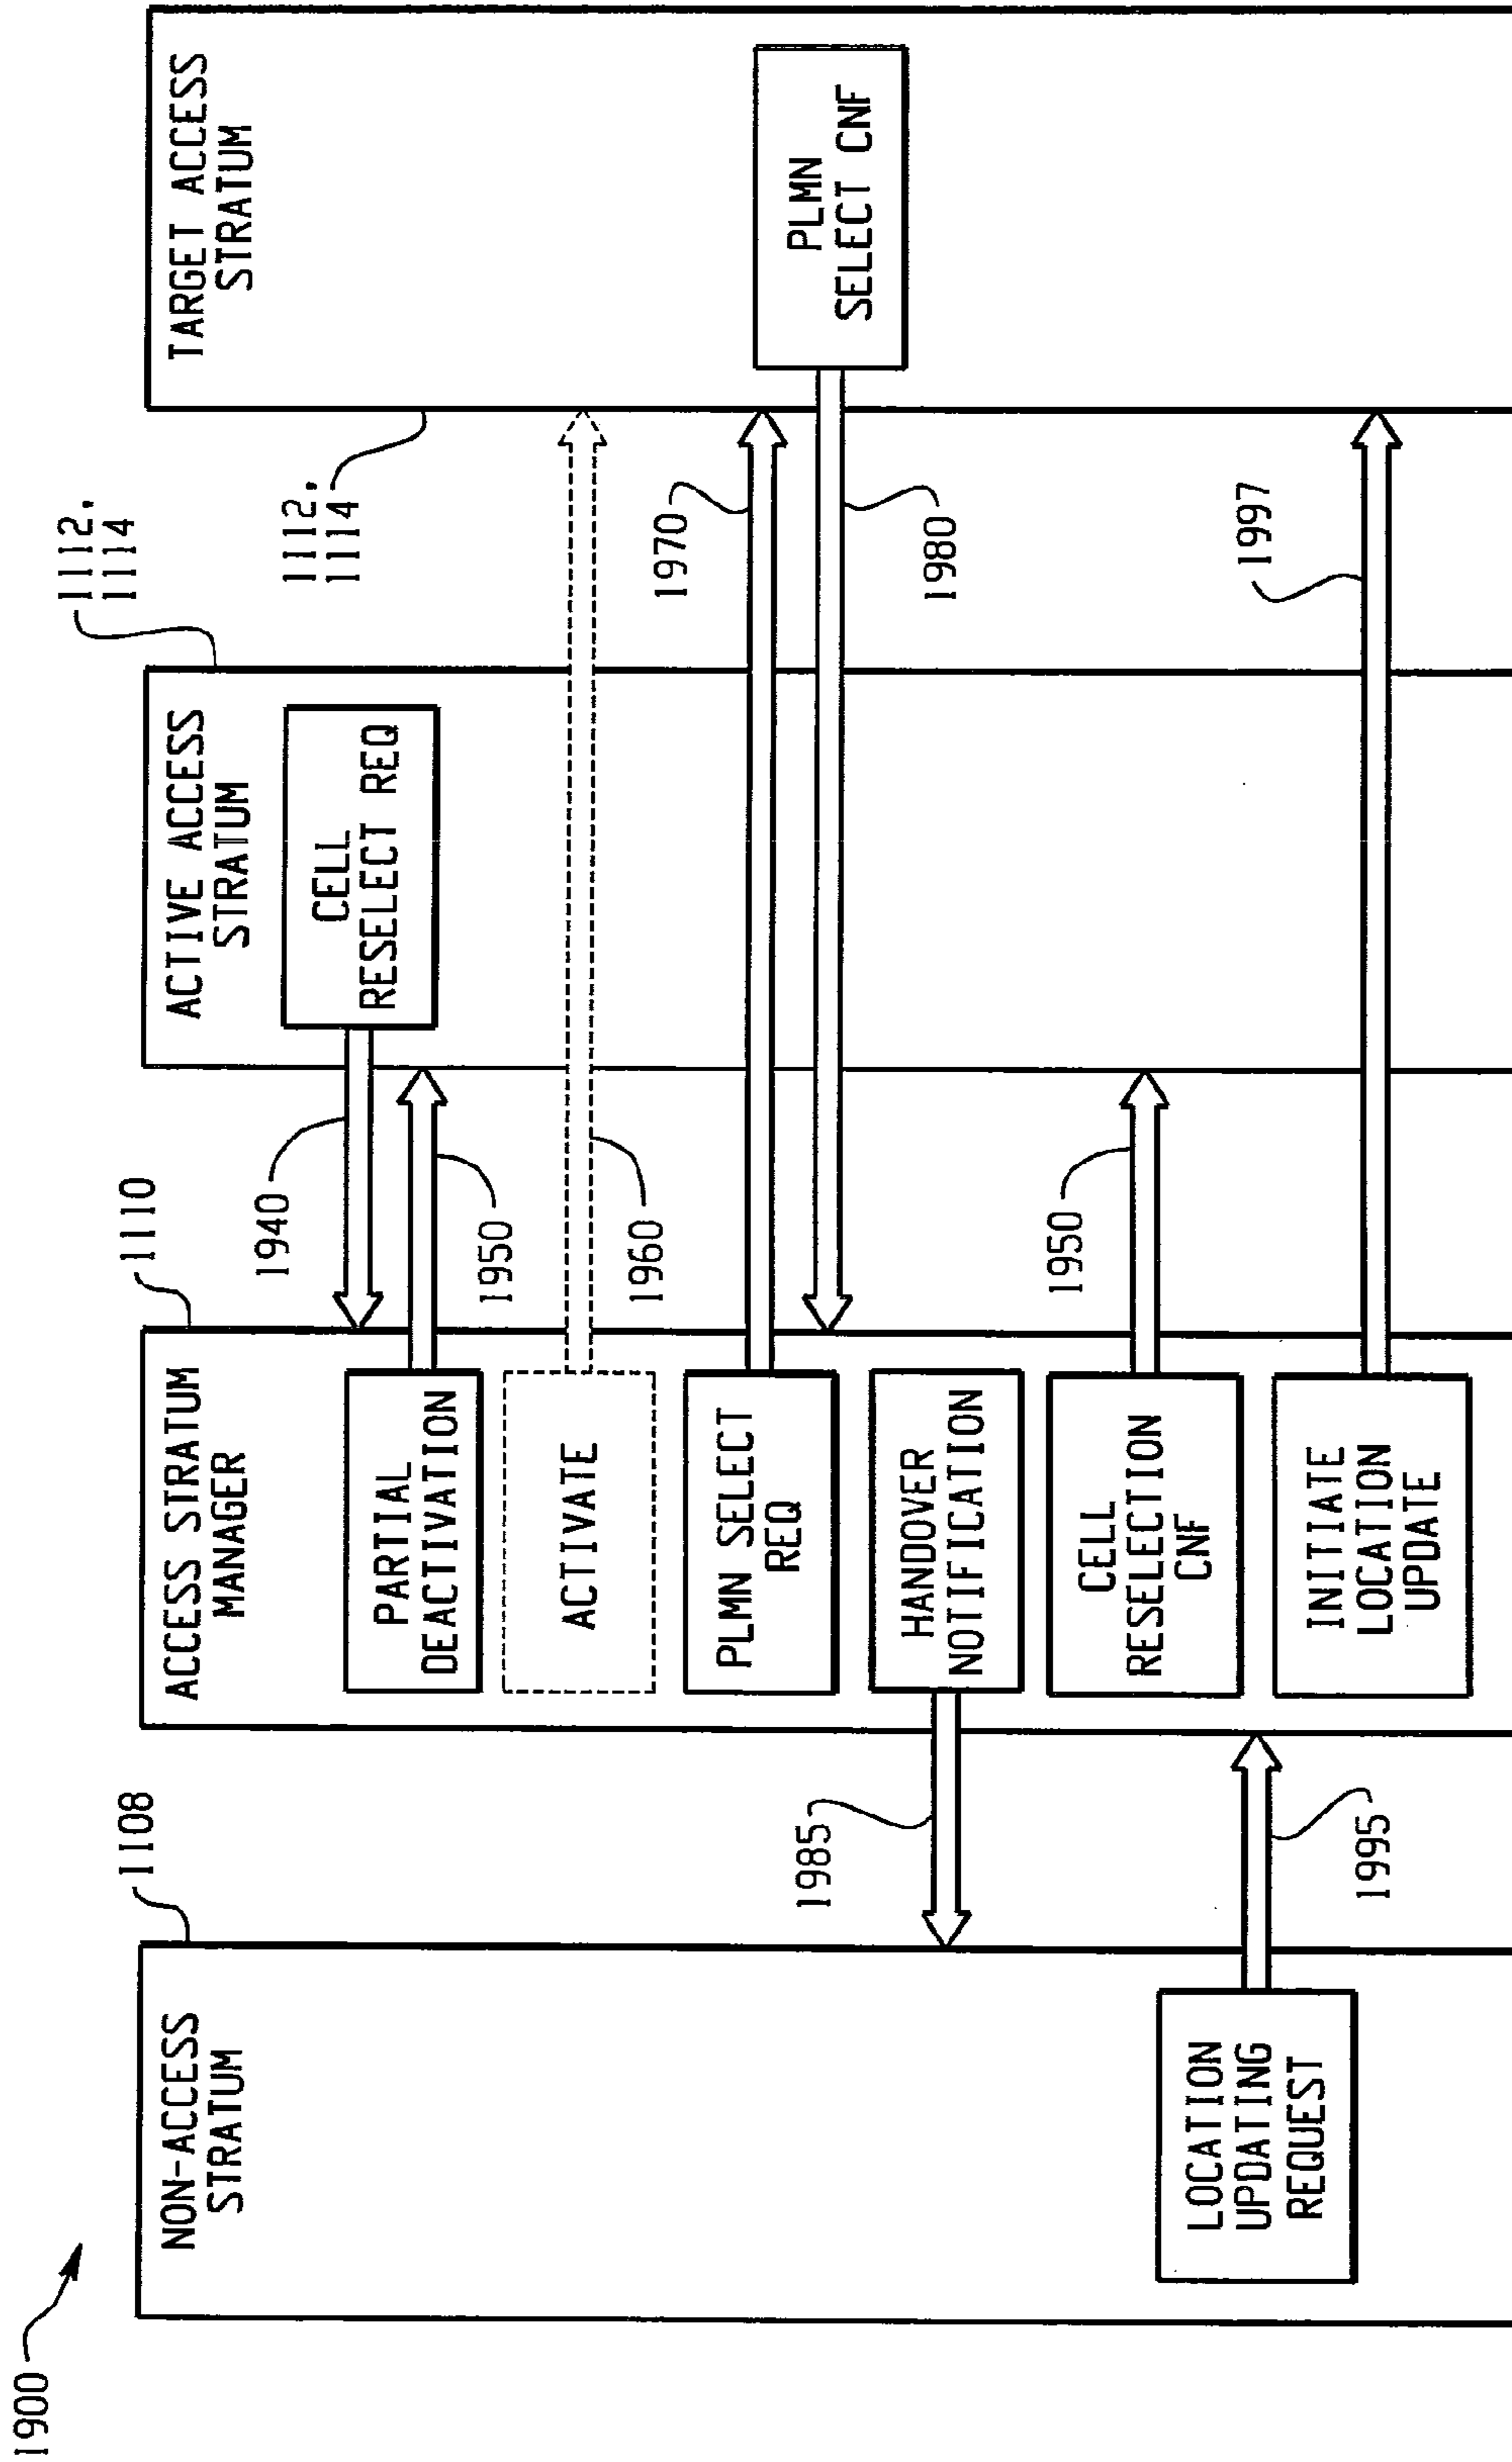 1900
NON-ACCESS
STRATUM
1108
ACCESS STRATUM
MANAGER
1110
ACTIVE ACCESS
STRATUM
1112,
1114
TARGET ACCESS
STRATUM
1112,
1114
CELL
RESELECT REQ
1940
PARTIAL
DEACTIVATION
1950
ACTIVATE
1960
PLMN SELECT
REQ
1970
PLMN
SELECT CNF
1980
HANDOVER
NOTIFICATION
1985
CELL
RESELECTION
CNF
1950
LOCATION
UPDATING
REQUEST
1995
INITIATE
LOCATION
UPDATE
1997